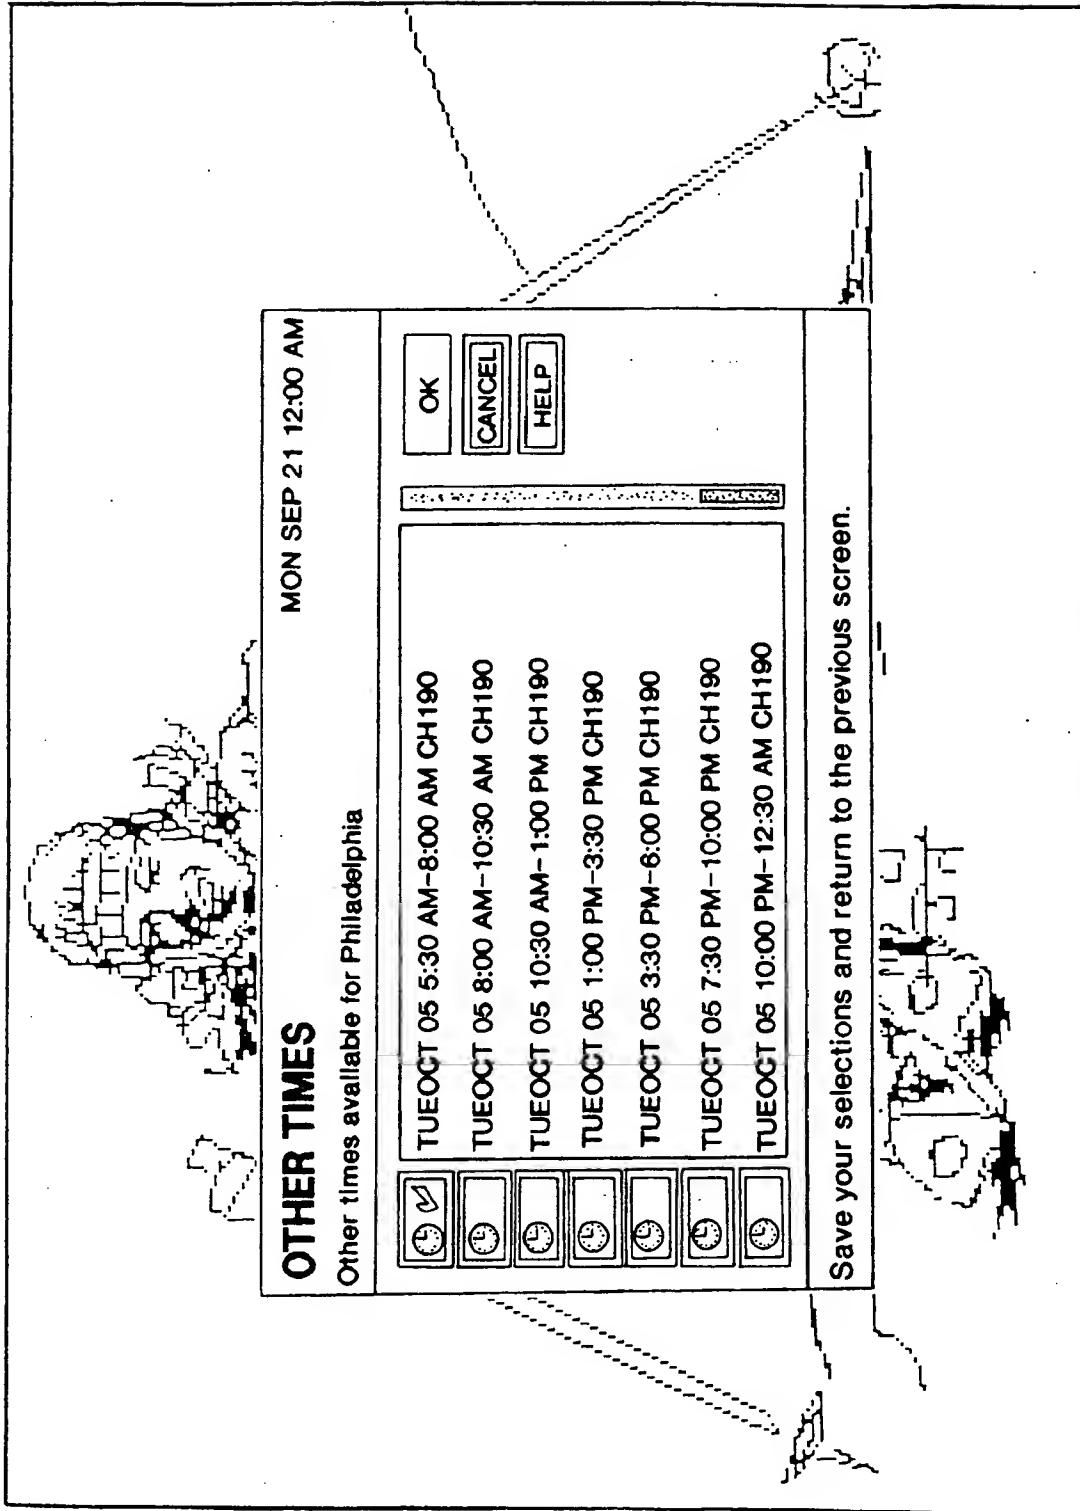 OTHER TIMES MON SEP 21 12:00 AM
Other times available for Philadelphia
TUEOCT 05 5:30 AM-8:00 AM CH190
TUEOCT 05 8:00 AM-10:30 AM CH190
TUEOCT 05 10:30 AM-1:00 PM CH190
TUEOCT 05 1:00 PM-3:30 PM CH190
TUEOCT 05 3:30 PM-6:00 PM CH190
TUEOCT 05 7:30 PM-10:00 PM CH190
TUEOCT 05 10:00 PM-12:30 AM CH190
OK
CANCEL
HELP
Save your selections and return to the previous screen.